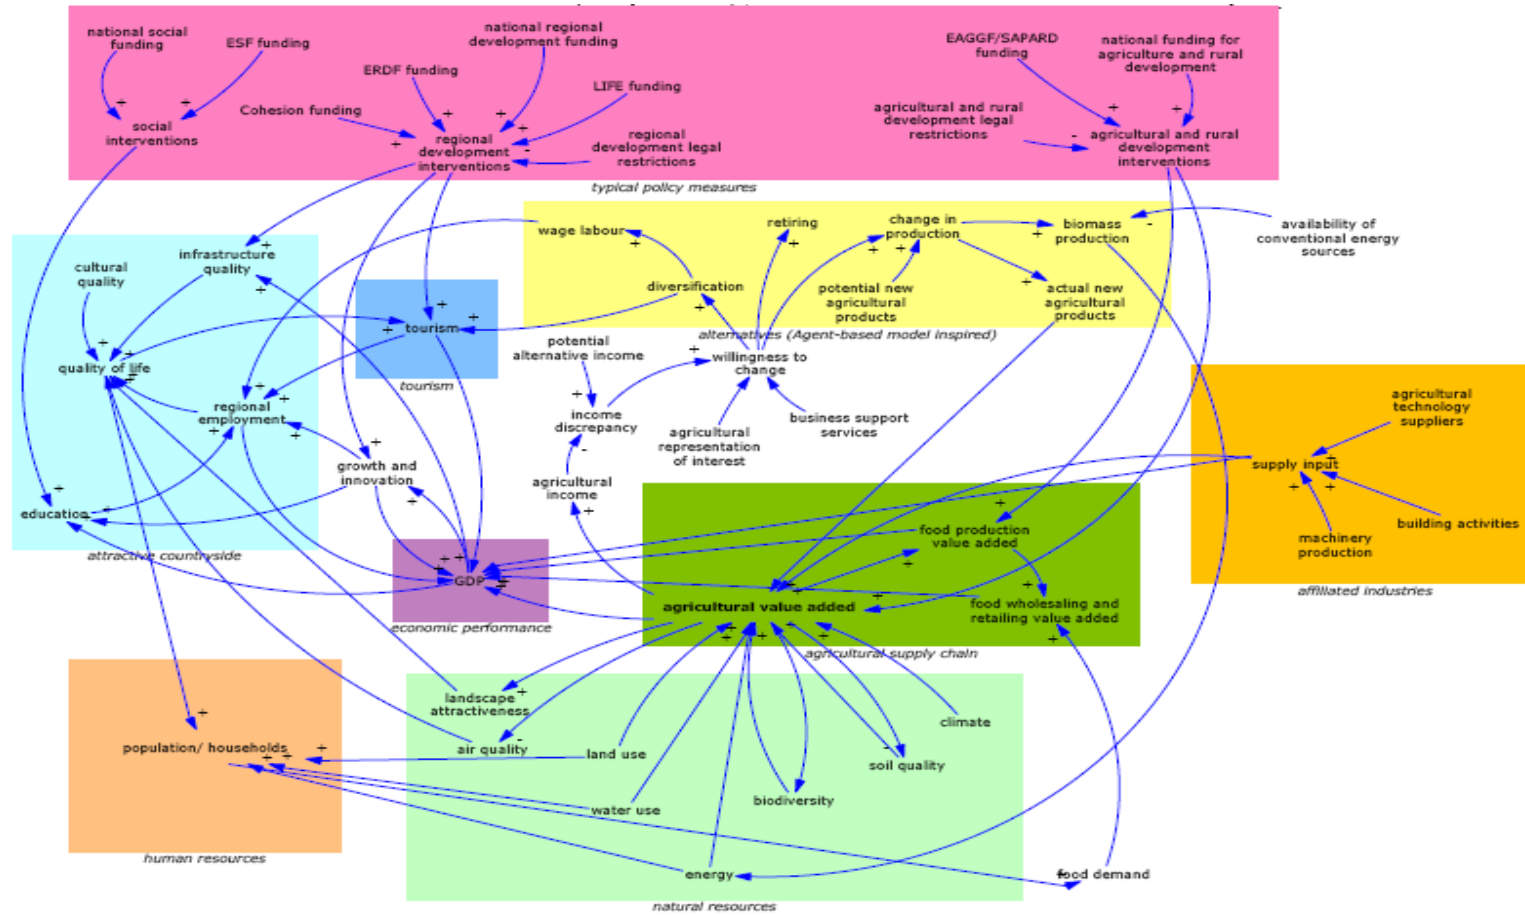 national social
funding
ESF funding
national regional
development funding
ERDF funding
LIFE funding
Cohesion funding
EAGGF/SAPARD
funding
national funding for
agriculture and rural
development
social
interventions
regional
development
interventions
regional
development legal
restrictions
agricultural and rural
development legal
restrictions
agricultural and rural
development
interventions
typical policy measures
infrastructure
quality
cultural
quality
quality of life
regional
employment
education
attractive countryside
tourism
tourism
wage labour
retiring
change in
production
biomass
production
diversification
potential new
agricultural
products
actual new
agricultural
products
alternatives (Agent-based model inspired)
availability of
conventional energy
sources
potential
alternative income
willingness to
change
income
discrepancy
agricultural
representation
of interest
business support
services
growth and
innovation
agricultural
income
agricultural
technology
suppliers
supply input
building activities
machinery
production
affiliated industries
GDP
economic performance
food production
value added
agricultural value added
food wholesaling and
retailing value added
agricultural supply chain
population/ households
human resources
landscape
attractiveness
air quality
land use
climate
soil quality
water use
biodiversity
energy
natural resources
food demand